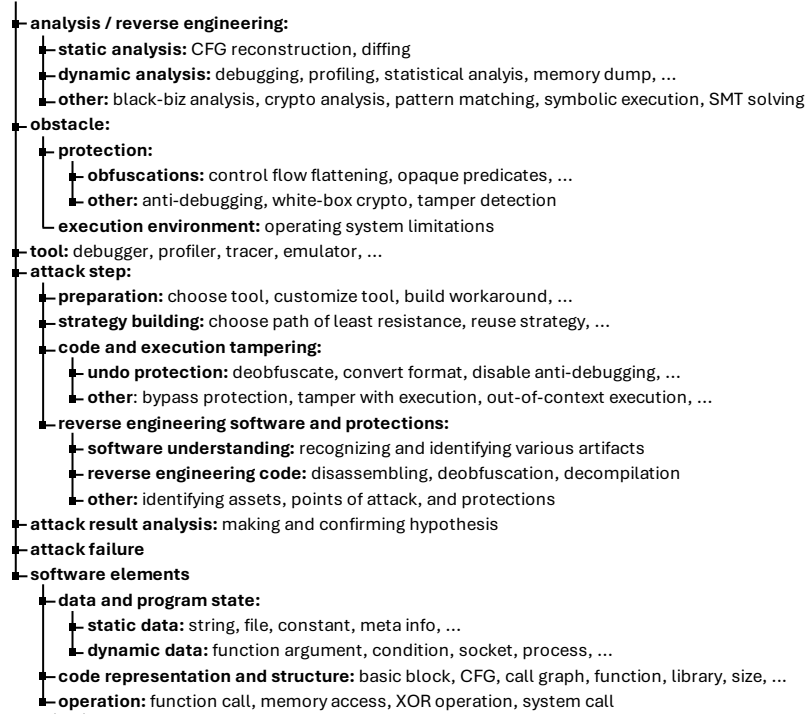 analysis / reverse engineering:
static analysis: CFG reconstruction, diffing
dynamic analysis: debugging, profiling, statistical analyis, memory dump, ...
other: black-biz analysis, crypto analysis, pattern matching, symbolic execution, SMT solving
obstacle:
protection:
obfuscations: control flow flattening, opaque predicates, ...
other: anti-debugging, white-box crypto, tamper detection
execution environment: operating system limitations
tool: debugger, profiler, tracer, emulator, ...
attack step:
preparation: choose tool, customize tool, build workaround, ...
strategy building: choose path of least resistance, reuse strategy, ...
code and execution tampering:
undo protection: deobfuscate, convert format, disable anti-debugging, ...
other: bypass protection, tamper with execution, out-of-context execution, ...
reverse engineering software and protections:
software understanding: recognizing and identifying various artifacts
reverse engineering code: disassembling, deobfuscation, decompilation
other: identifying assets, points of attack, and protections
attack result analysis: making and confirming hypothesis
attack failure
software elements
data and program state:
static data: string, file, constant, meta info, ...
dynamic data: function argument, condition, socket, process, ...
code representation and structure: basic block, CFG, call graph, function, library, size, ...
operation: function call, memory access, XOR operation, system call